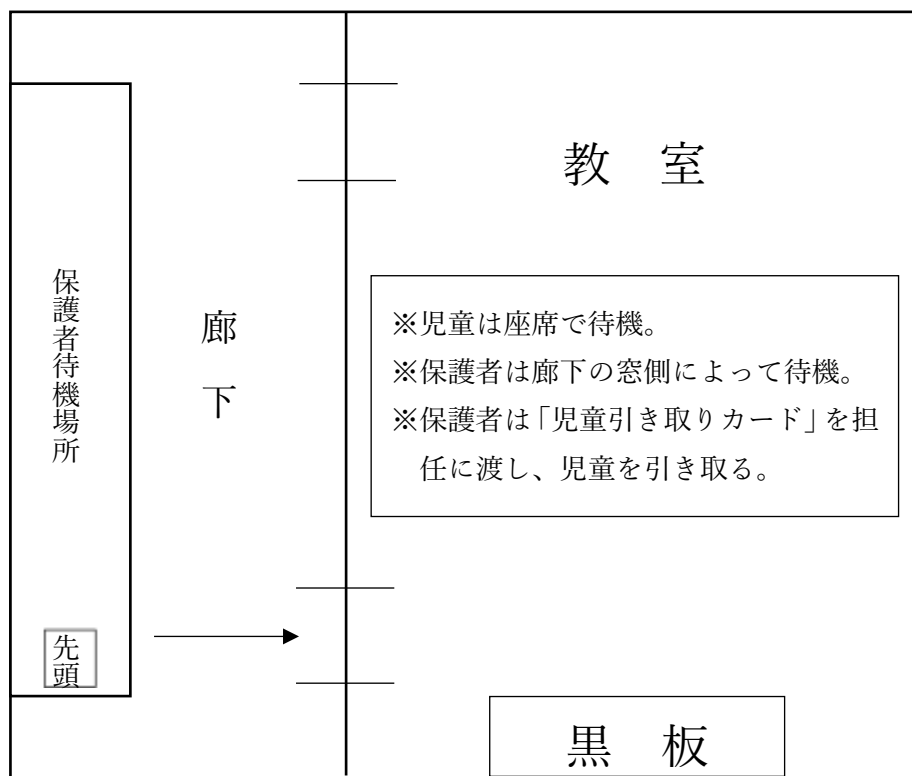 教　室
保護者待機場所
廊
下
※児童は座席で待機。
※保護者は廊下の窓側によって待機。
※保護者は「児童引き取りカード」を担
任に渡し、児童を引き取る。
先頭
黒　板